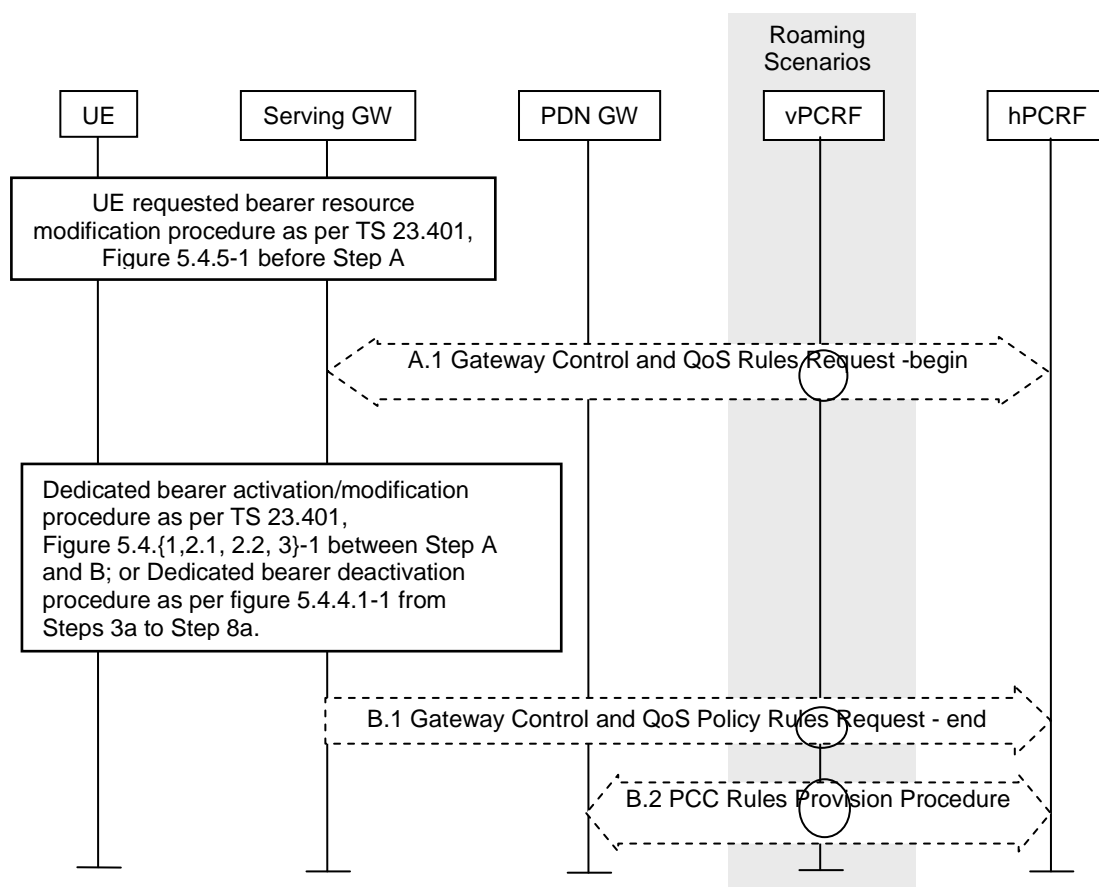 Roaming
Scenarios
UE
Serving GW
PDN GW
vPCRF
hPCRF
UE requested bearer resource
modification procedure as per TS 23.401,
Figure 5.4.5-1 before Step A
A.1 Gateway Control and QoS Rules Request -begin
Dedicated bearer activation/modification
procedure as per TS 23.401,
Figure 5.4.{1,2.1, 2.2, 3}-1 between Step A
and B; or Dedicated bearer deactivation
procedure as per figure 5.4.4.1-1 from
Steps 3a to Step 8a.
B.1 Gateway Control and QoS Policy Rules Request - end
B.2 PCC Rules Provision Procedure